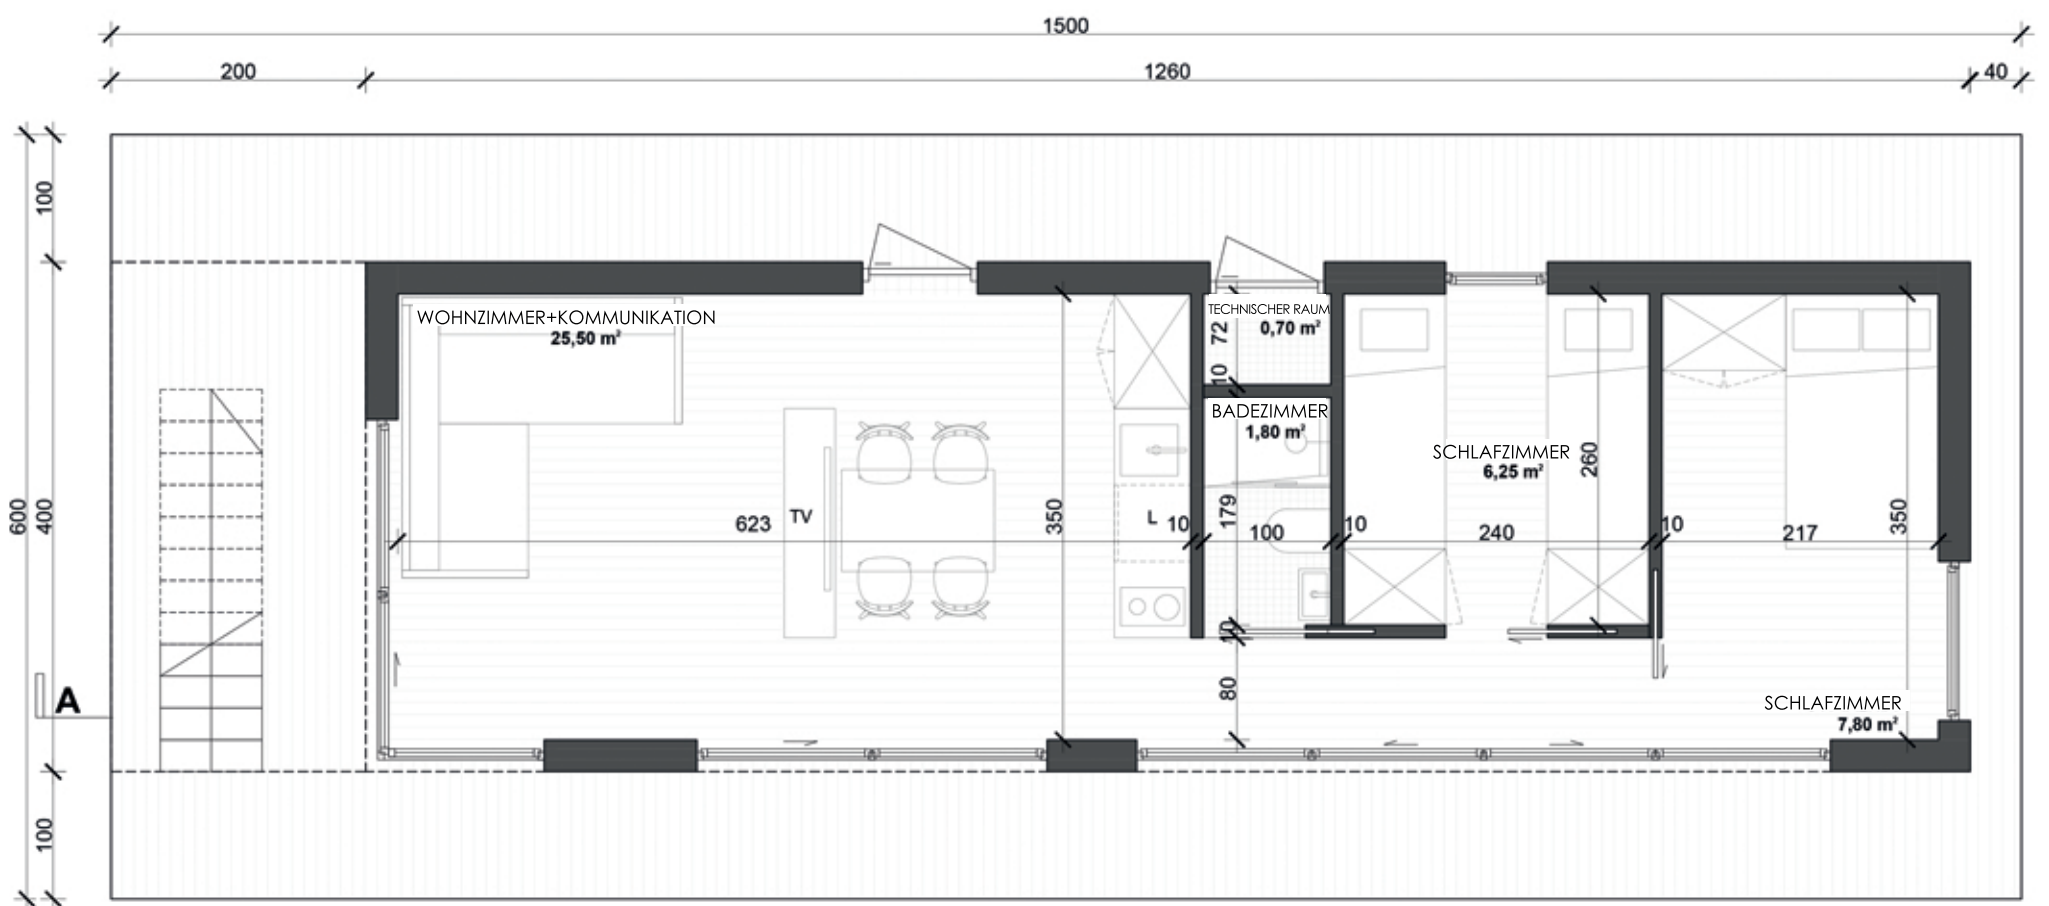 1500
200
1260
40
100
WOHNZIMMER+KOMMUNIKATION
25,50 m²
TECHNISCHER RAUM
0,70 m²
72
10
BADEZIMMER
1,80 m²
SCHLAFZIMMER
6,25 m²
260
600
400
623
TV
350
L
10
179
100
10
240
10
217
350
10
80
A
SCHLAFZIMMER
7,80 m²
100